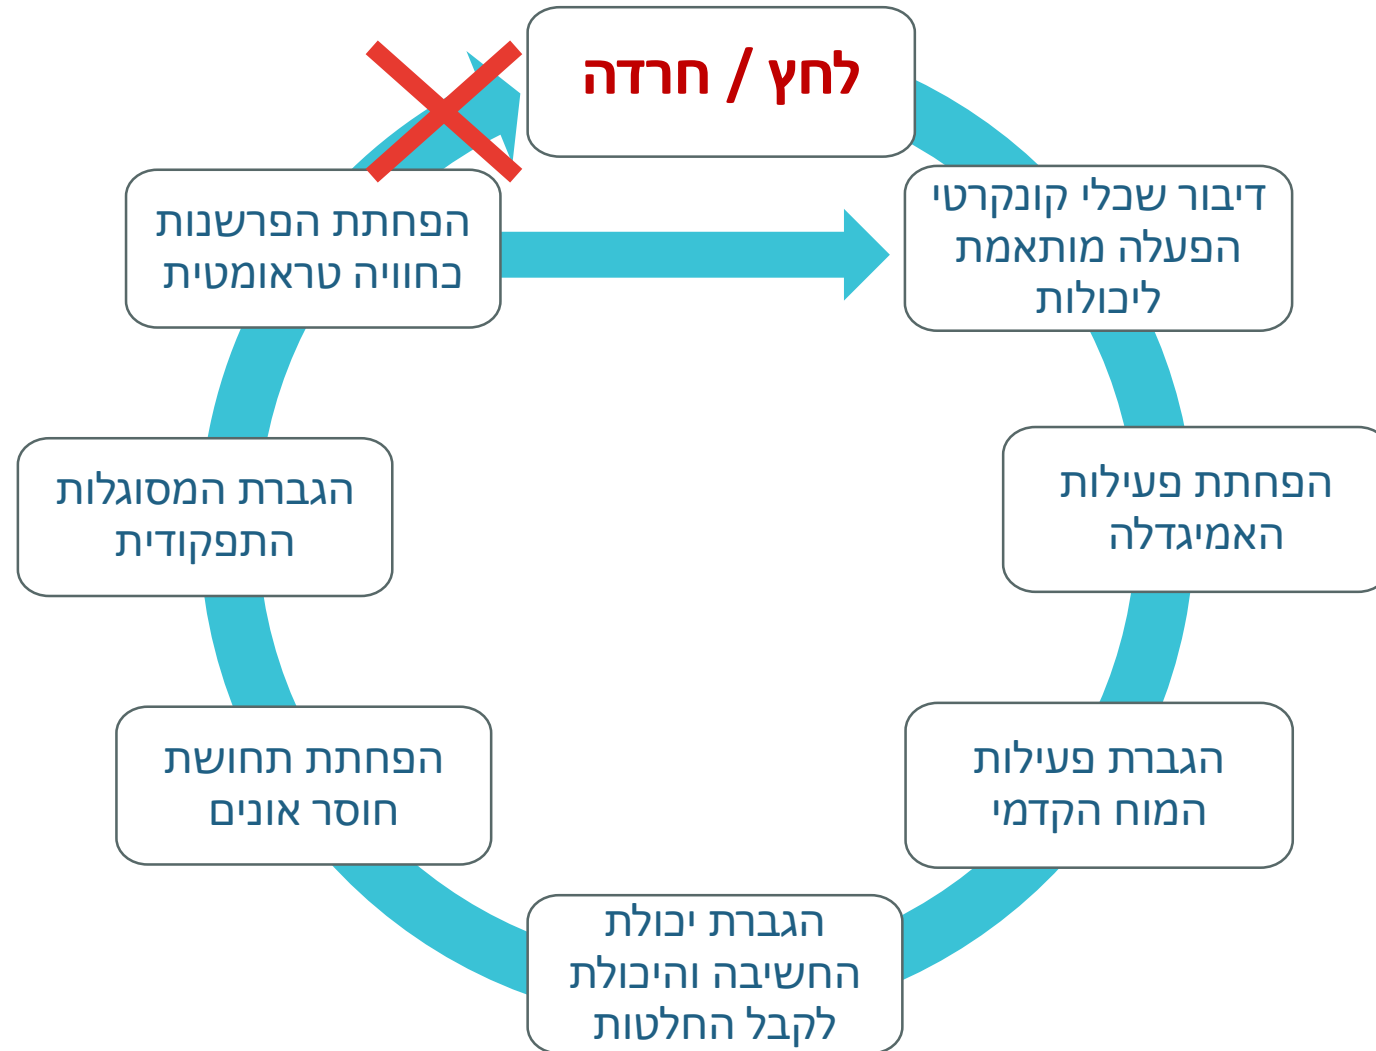 לחץ / חרדה
דיבור שכלי קונקרטי
הפעלה מותאמת
ליכולות
הפחתת פעילות
האמיגדלה
הגברת פעילות
המוח הקדמי
הגברת יכולת
החשיבה והיכולת
לקבל החלטות
הפחתת תחושת
חוסר אונים
הגברת המסוגלות
התפקודית
הפחתת הפרשנות
כחוויה טראומטית